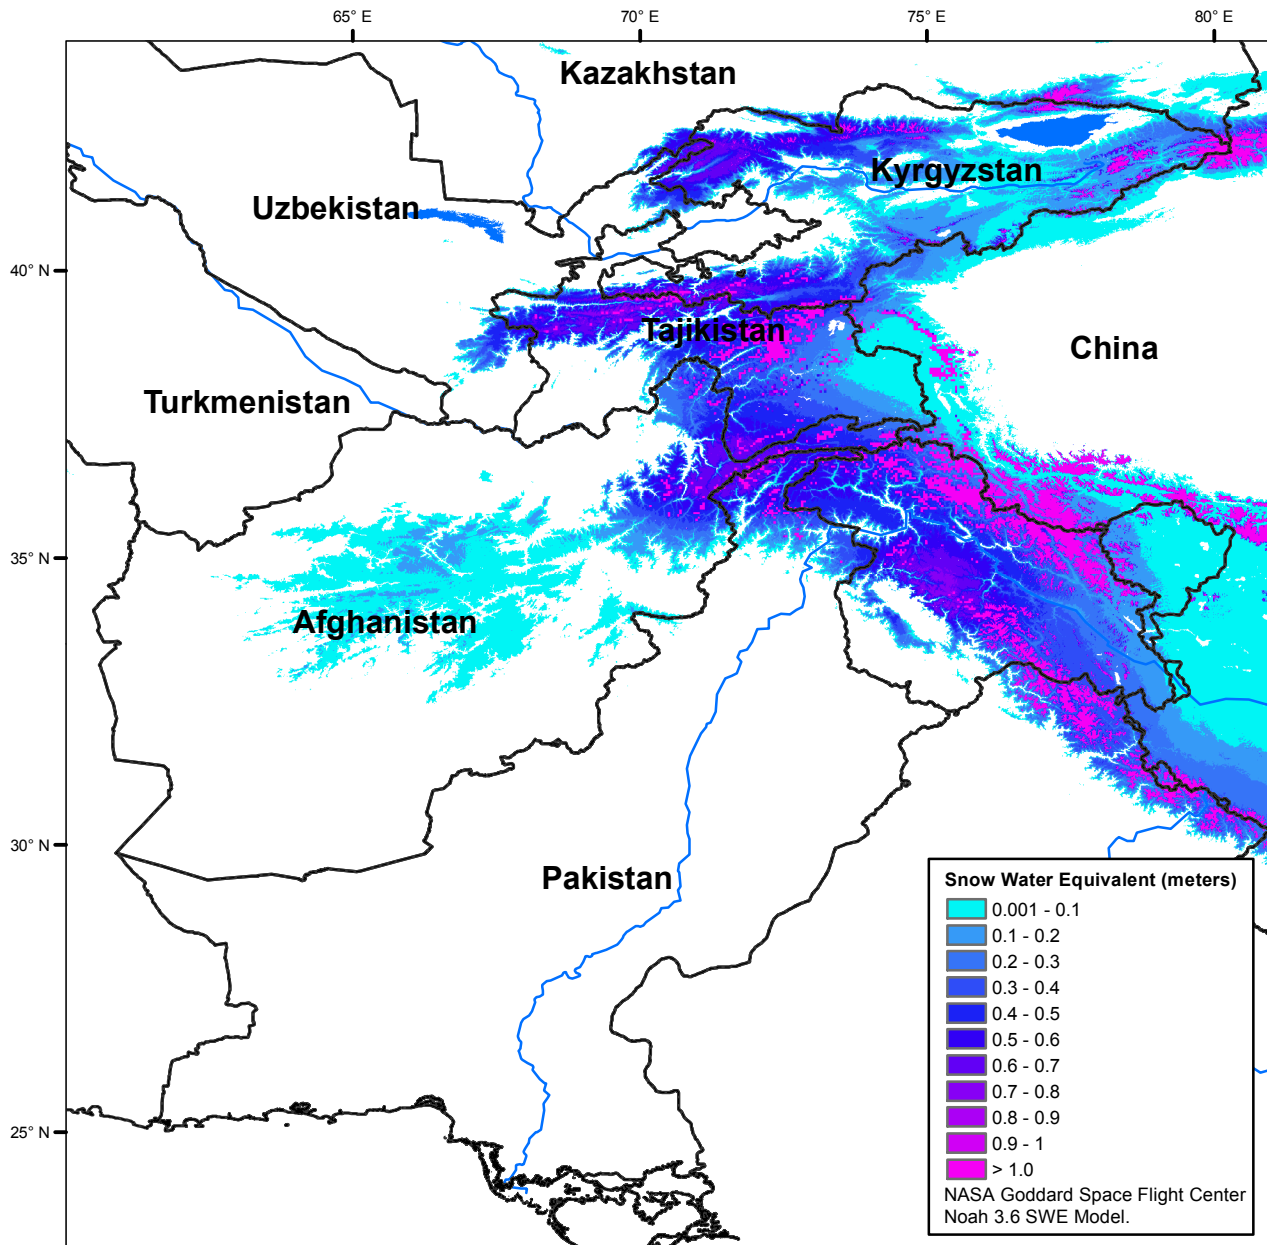 65° E
70° E
75° E
80° E
Kazakhstan
Kyrgyzstan
Uzbekistan
40° N
Tajikistan
China
Turkmenistan
35° N
Afghanistan
30° N
Pakistan
25° N
Snow Water Equivalent (meters)
0.001 - 0.1
0.1 - 0.2
0.2 - 0.3
0.3 - 0.4
0.4 - 0.5
0.5 - 0.6
0.6 - 0.7
0.7 - 0.8
0.8 - 0.9
0.9 - 1
> 1.0
NASA Goddard Space Flight Center
Noah 3.6 SWE Model.